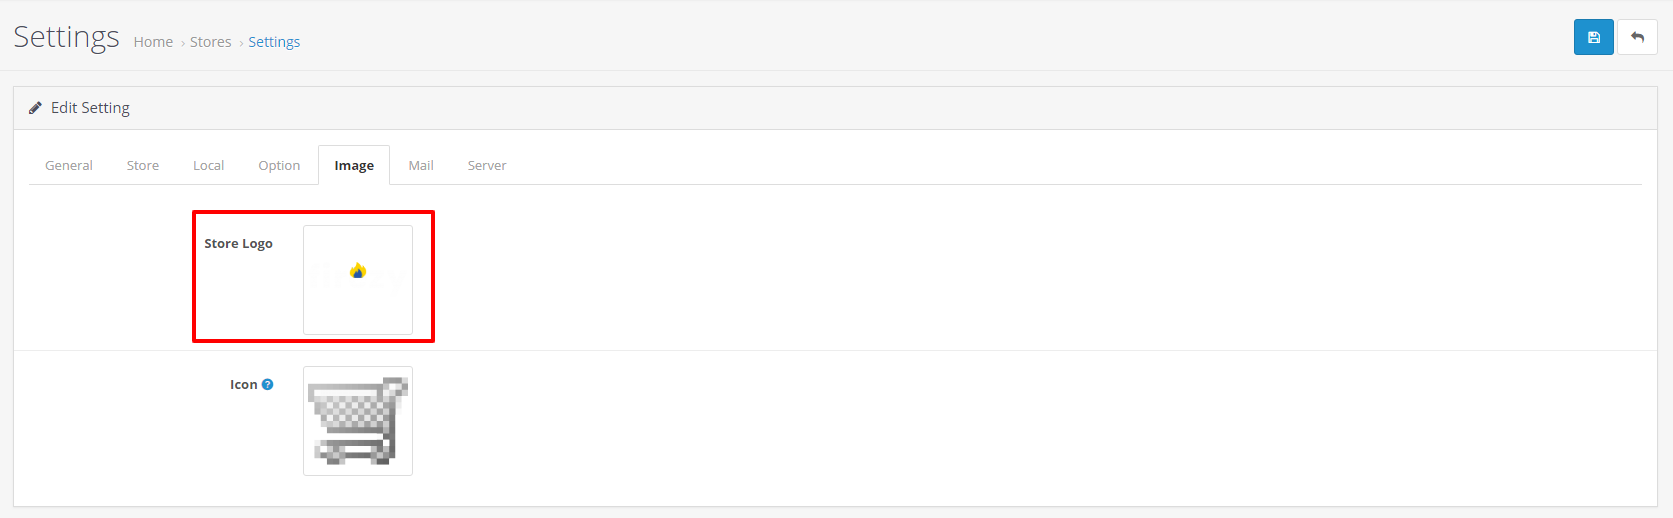 Settings Home › Stores › Settings
Edit Setting
General Store Local Option Image Mail Server
Store Logo
Icon ?